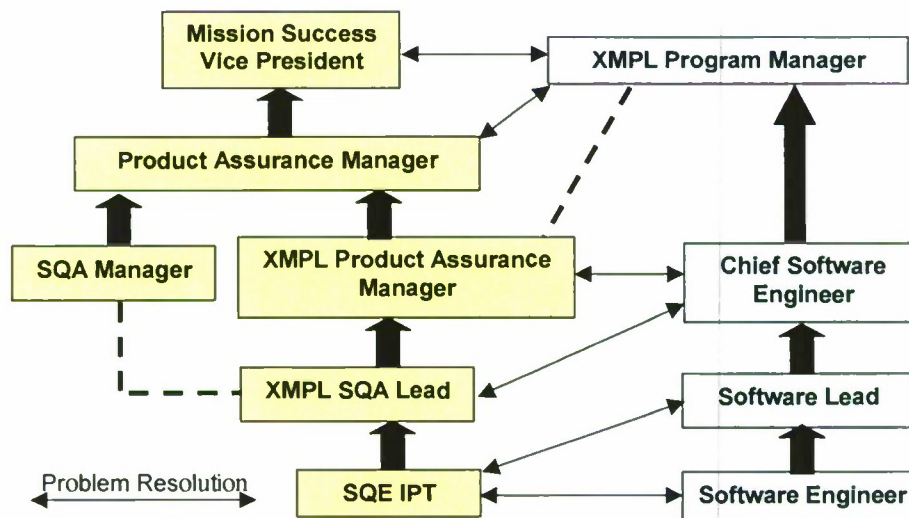 Mission Success
Vice President
XMPL Program Manager
Product Assurance Manager
SQA Manager
XMPL Product Assurance
Manager
Chief Software
Engineer
XMPL SQA Lead
Software Lead
Problem Resolution
SQE IPT
Software Engineer